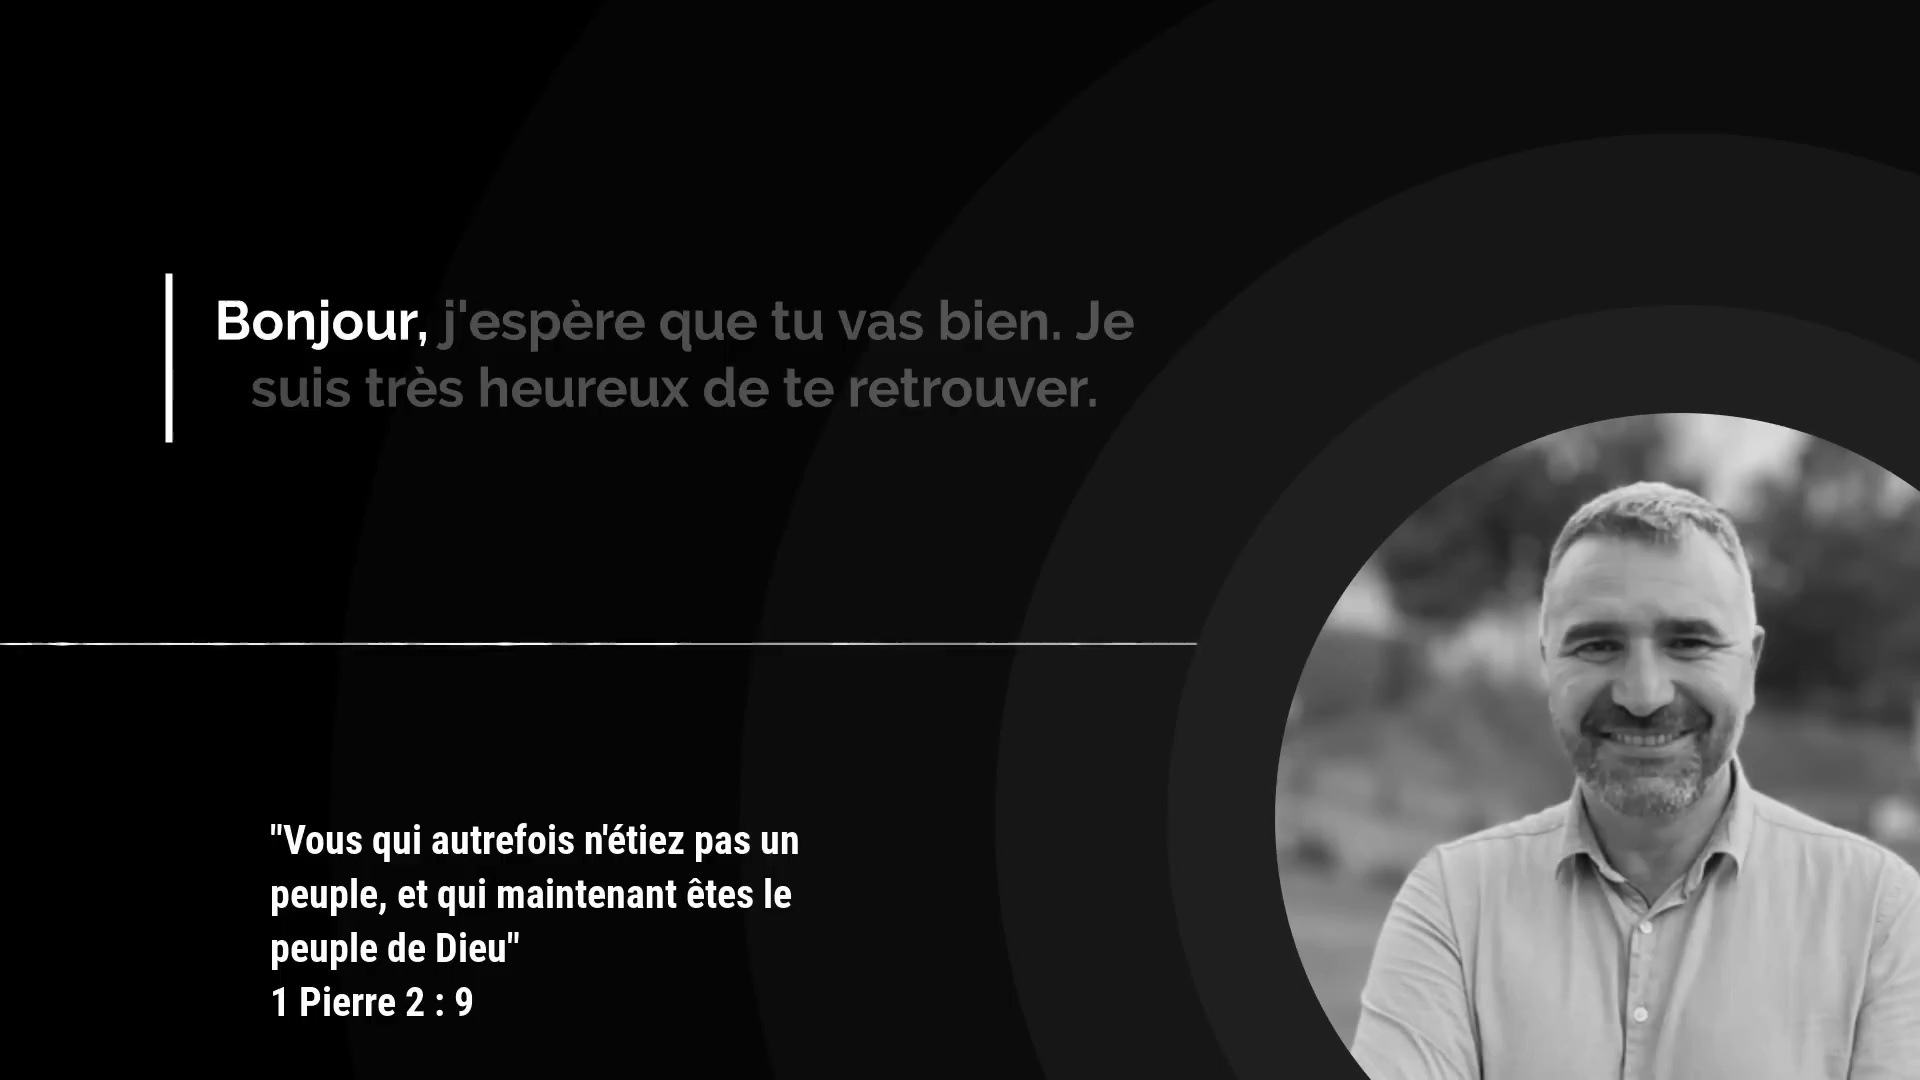 Bonjour, j'espère que tu vas bien. Je
suis très heureux de te retrouver.
"Vous qui autrefois n'étiez pas un
peuple, et qui maintenant êtes le
peuple de Dieu"
1 Pierre 2 : 9